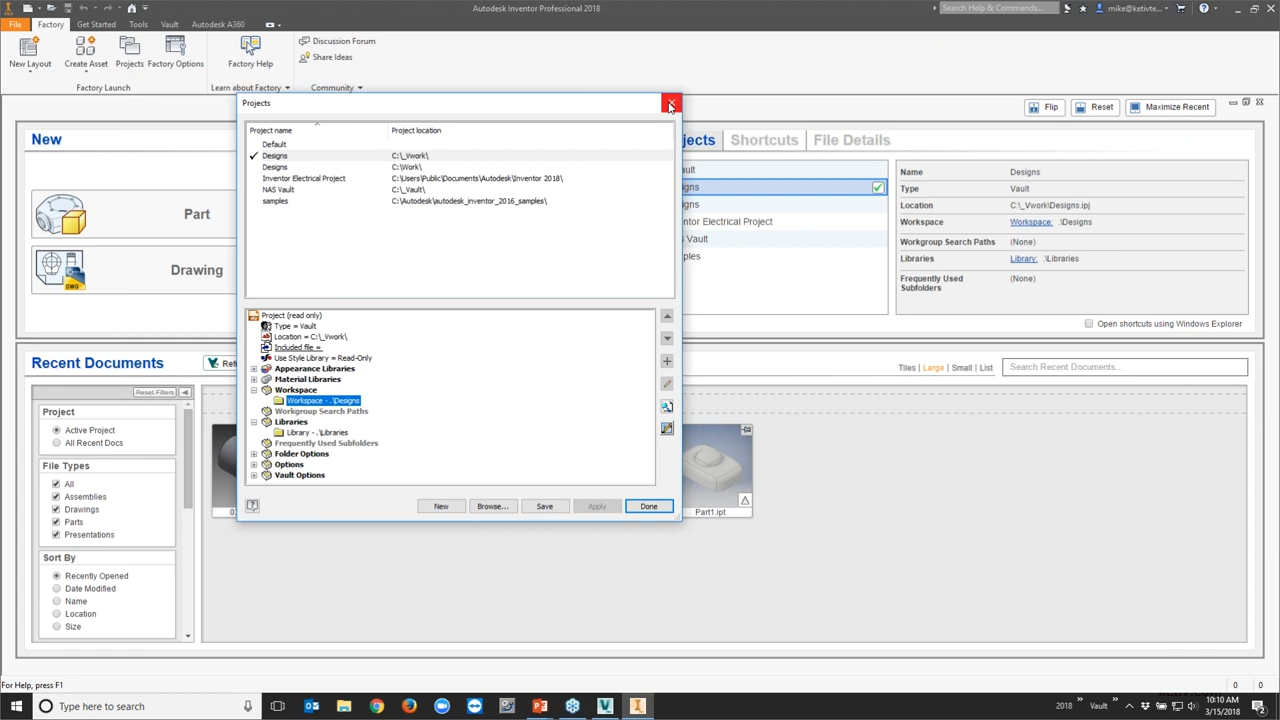 Autodesk Inventor Professional 2018
Search Help & Commands...
mike@ketivte...
File
Factory
Get Started
Tools
Vault
Autodesk A360
New Layout
Create Asset
Projects
Factory Options
Factory Help
Discussion Forum
Share Ideas
Factory Launch
Learn about Factory
Community
Projects
Flip
Reset
Maximize Recent
New
Part
Drawing
DWG
Project name
Project location
Default
Designs C:\_Vwork\
Designs C:\Work\
Inventor Electrical Project C:\Users\Public\Documents\Autodesk\Inventor 2018\
NAS Vault C:\_Vault\
samples C:\Autodesk\autodesk_inventor_2016_samples\
Project (read only)
Type = Vault
Location = C:\_Vwork\
Included file =
Use Style Library = Read-Only
Appearance Libraries
Material Libraries
Workspace
Workspace - .\Designs
Workgroup Search Paths
Libraries
Library - .\Libraries
Frequently Used Subfolders
Folder Options
Options
Vault Options
New
Browse...
Save
Apply
Done
Shortcuts
File Details
Name Designs
Type Vault
Location C:\_Vwork\Designs.ipj
Workspace Workspace: .\Designs
Workgroup Search Paths (None)
Libraries Library: .\Libraries
Frequently Used Subfolders (None)
Open shortcuts using Windows Explorer
Recent Documents
Tiles
Large
Small
List
Search Recent Documents...
Reset Filters
Project
Active Project
All Recent Docs
File Types
All
Assemblies
Drawings
Parts
Presentations
Sort By
Recently Opened
Date Modified
Name
Location
Size
Part1.ipt
For Help, press F1
0
0
Type here to search
2018
Vault
10:10 AM
3/15/2018